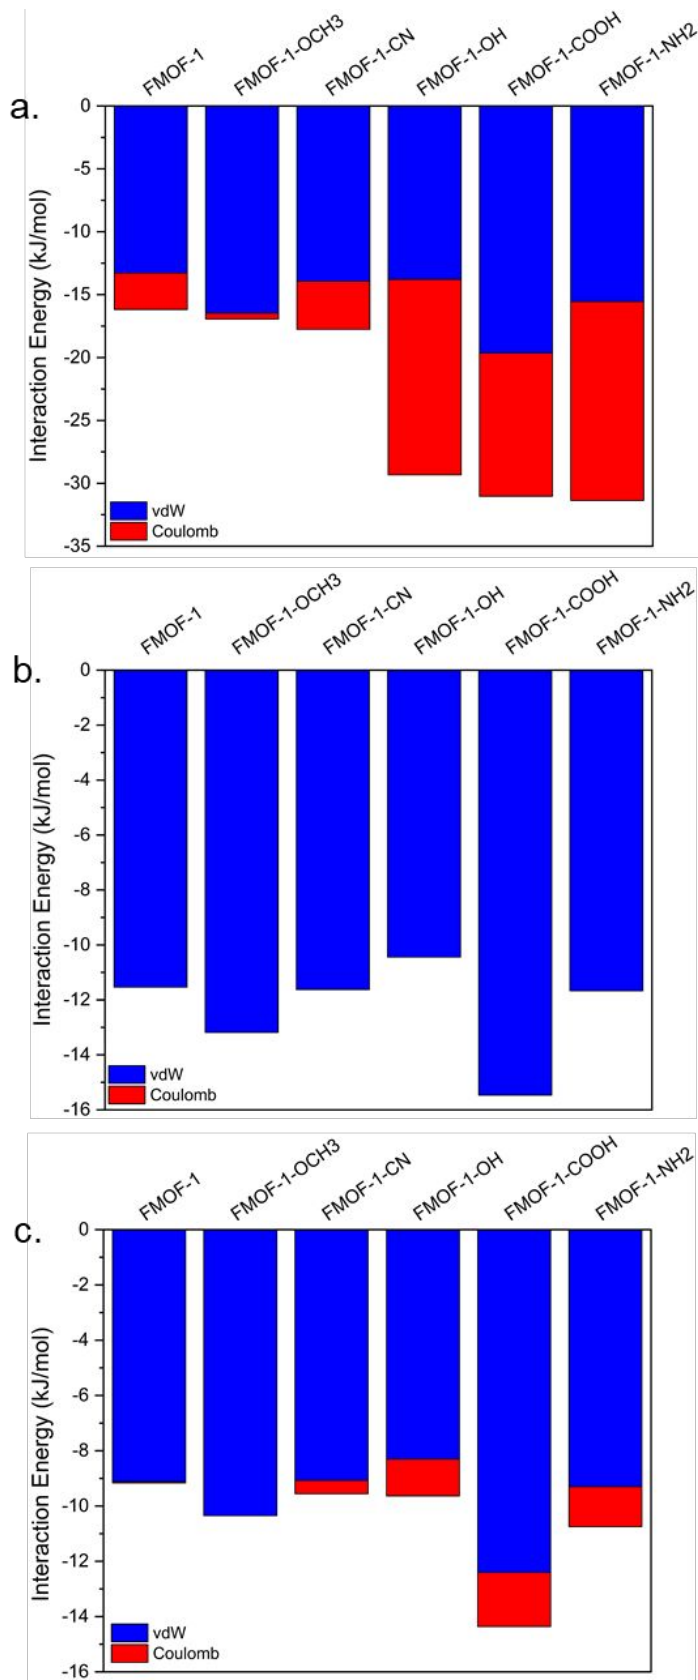 FMOF-1
FMOF-1-OCH3
FMOF-1-CN
FMOF-1-OH
FMOF-1-COOH
FMOF-1-NH2
a.
Interaction Energy (kJ/mol)
0
-5
-10
-15
-20
-25
-30
-35
vdW
Coulomb
FMOF-1
FMOF-1-OCH3
FMOF-1-CN
FMOF-1-OH
FMOF-1-COOH
FMOF-1-NH2
b.
Interaction Energy (kJ/mol)
0
-2
-4
-6
-8
-10
-12
-14
-16
vdW
Coulomb
FMOF-1
FMOF-1-OCH3
FMOF-1-CN
FMOF-1-OH
FMOF-1-COOH
FMOF-1-NH2
c.
Interaction Energy (kJ/mol)
0
-2
-4
-6
-8
-10
-12
-14
-16
vdW
Coulomb